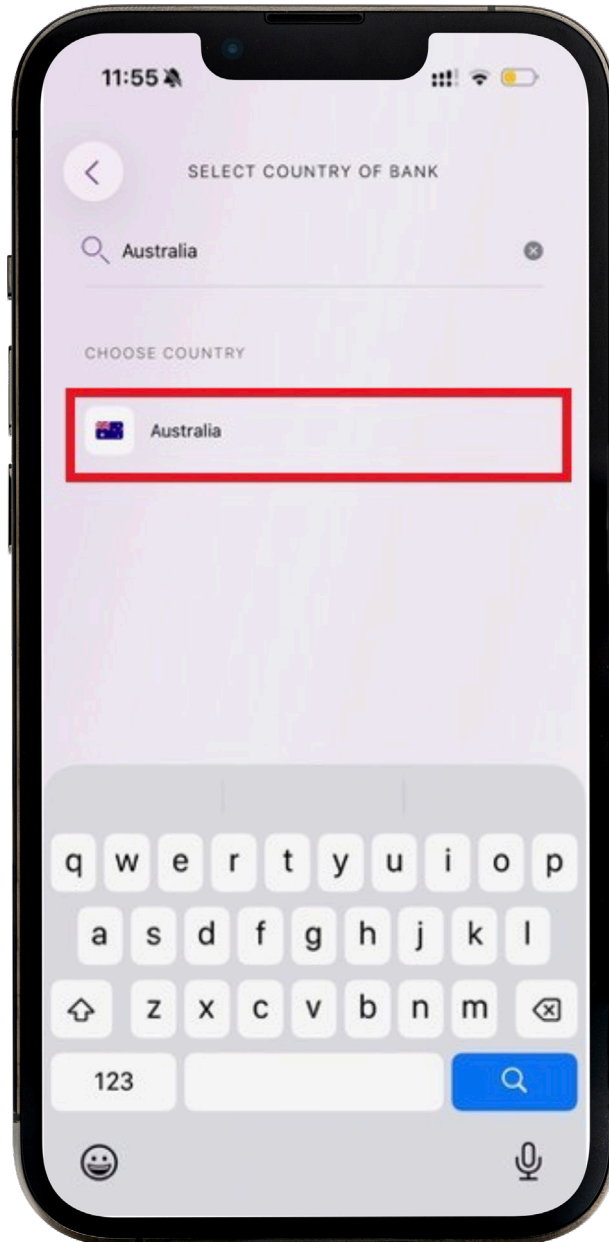 11:55
SELECT COUNTRY OF BANK
Australia
CHOOSE COUNTRY
Australia
q w e r t y u i o p
a s d f g h j k l
z x c v b n m
123